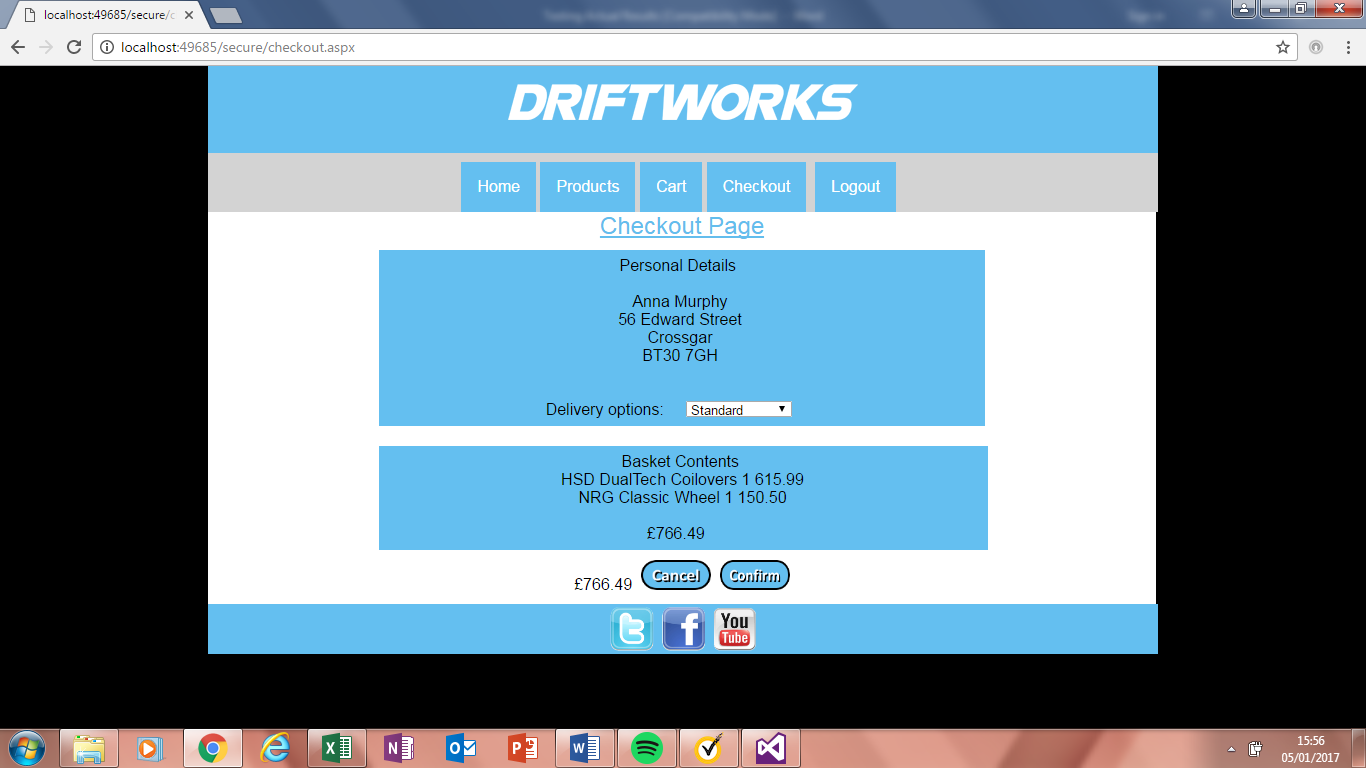 localhost:49685/secure/c
localhost:49685/secure/checkout.aspx
DRIFTWORKS
Home Products Cart Checkout Logout
Checkout Page
Personal Details
Anna Murphy
56 Edward Street
Crossgar
BT30 7GH
Delivery options: Standard
Basket Contents
HSD DualTech Coilovers 1 615.99
NRG Classic Wheel 1 150.50
£766.49
£766.49 Cancel Confirm
You
Tube
15:56
05/01/2017